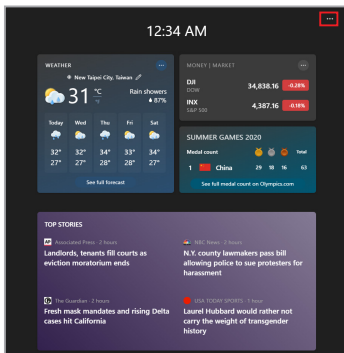 12:34 AM
WEATHER
New Taipei City, Taiwan
31 °C
°F
Rain showers
87%
Today Wed Thu Fri Sat
32° 32° 34° 33° 34°
27° 27° 28° 28° 27°
See full forecast
MONEY | MARKET
DJI
DOW
34,838.16 -0.28%
INX
S&P 500
4,387.16 -0.18%
SUMMER GAMES 2020
Medal count Total
1 China 29 18 16 63
See full medal count on Olympics.com
TOP STORIES
AP Associated Press · 2 hours
Landlords, tenants fill courts as
eviction moratorium ends
NBC News · 2 hours
N.Y. county lawmakers pass bill
allowing police to sue protesters for
harassment
The Guardian · 2 hours
Fresh mask mandates and rising Delta
cases hit California
USA TODAY SPORTS · 1 hour
Laurel Hubbard would rather not
carry the weight of transgender
history